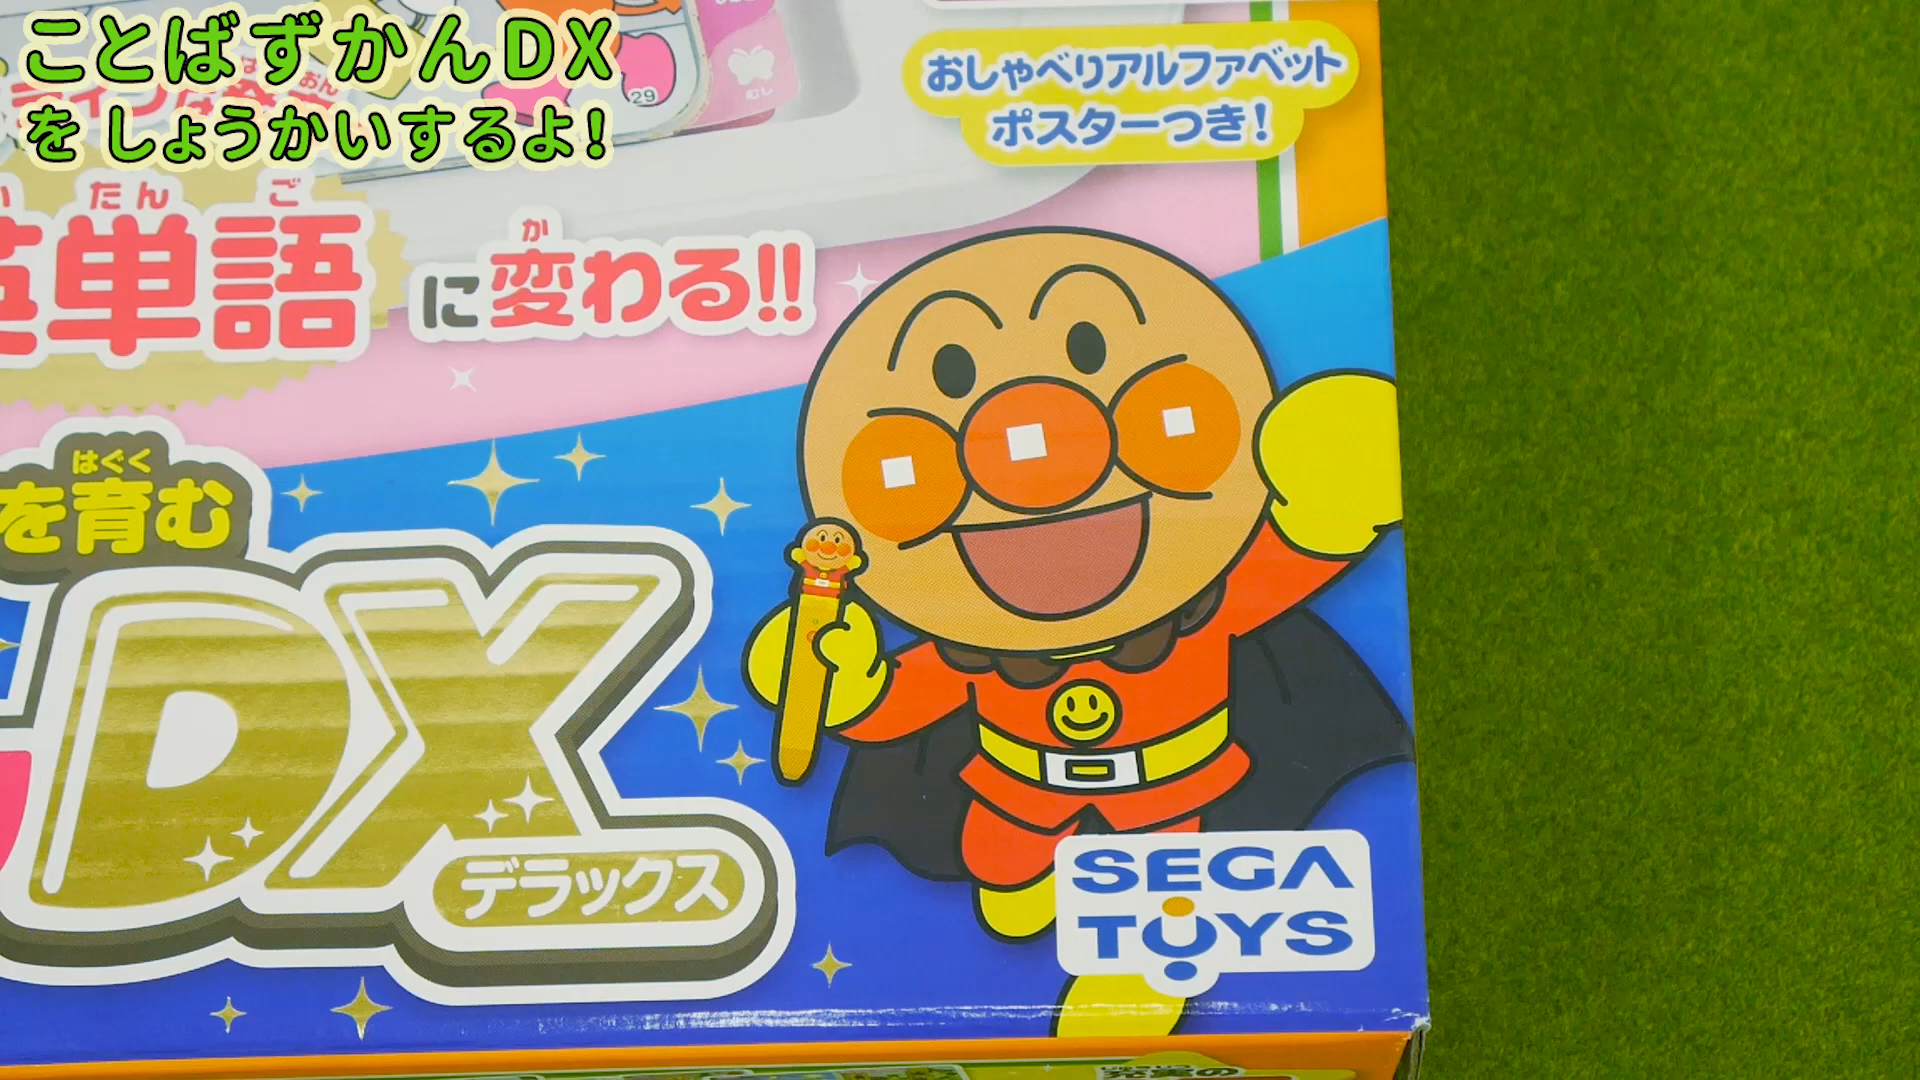 ことばずかんDX
を しょうかいするよ!
29
むし
おしゃべりアルファベット
ポスターつき!
たんご
英単語に変わる!!
か
はぐく
を育む
DX
デラックス
SEGA
TOYS